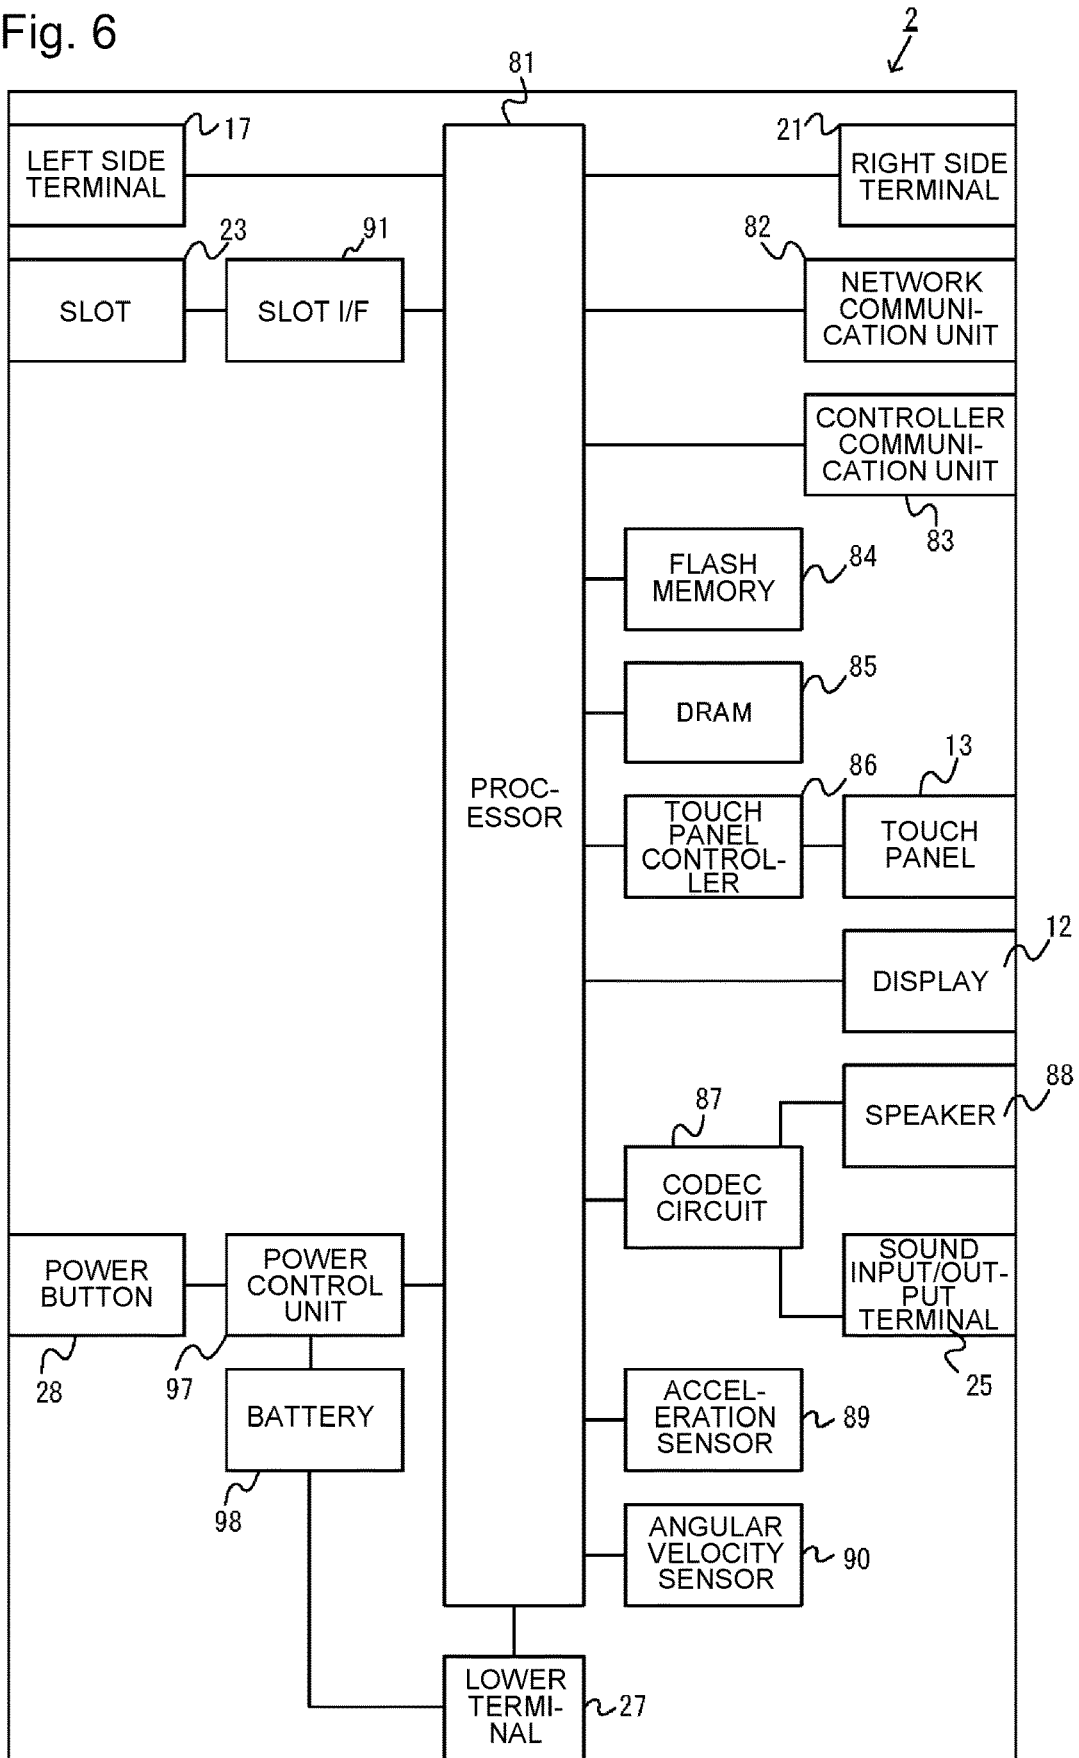 Fig. 6
2
81
17
21
LEFT SIDE
TERMINAL
RIGHT SIDE
TERMINAL
23
91
82
SLOT
SLOT I/F
NETWORK
COMMUNI-
CATION UNIT
CONTROLLER
COMMUNI-
CATION UNIT
83
FLASH
MEMORY
84
85
DRAM
PROC-
ESSOR
86
13
TOUCH
PANEL
CONTROL-
LER
TOUCH
PANEL
12
DISPLAY
88
SPEAKER
87
CODEC
CIRCUIT
POWER
BUTTON
POWER
CONTROL
UNIT
SOUND
INPUT/OUT-
PUT
TERMINAL
28
97
25
BATTERY
98
ACCEL-
ERATION
SENSOR
89
ANGULAR
VELOCITY
SENSOR
90
LOWER
TERMI-
NAL
27